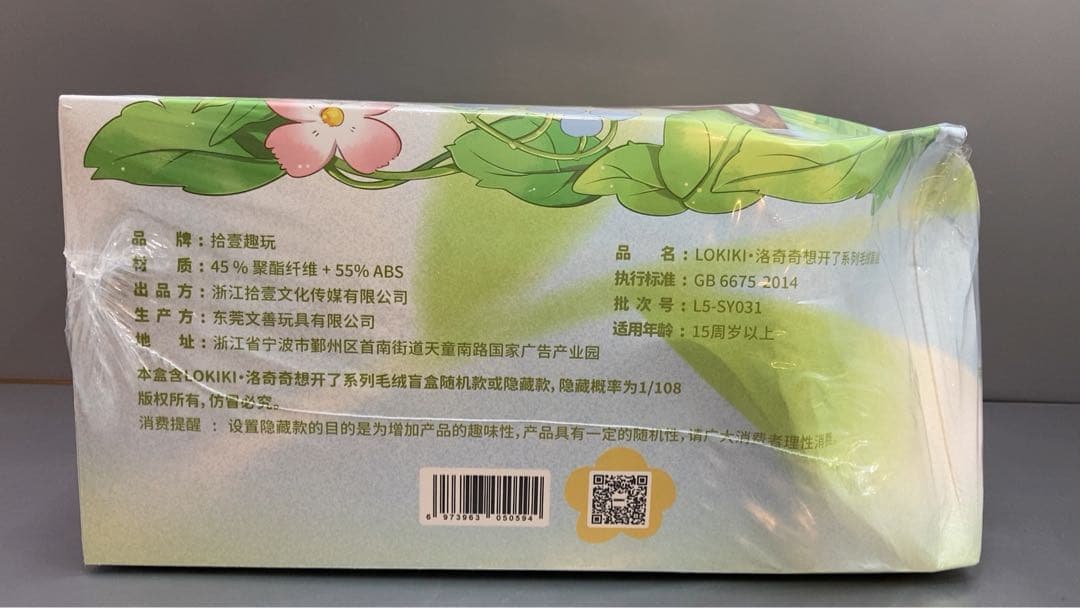 品 牌：拾壹趣玩
材 质：45 % 聚酯纤维 + 55% ABS
出 品 方：浙江拾壹文化传媒有限公司
生 产 方：东莞文善玩具有限公司
地 址：浙江省宁波市鄞州区首南街道天童南路国家广告产业园
品 名：LOKIKI·洛奇奇想开了系列毛绒盲盒
执行标准：GB 6675-2014
批 次 号：L5-SY031
适用年龄：15周岁以上
本盒含LOKIKI·洛奇奇想开了系列毛绒盲盒随机款或隐藏款，隐藏概率为1/108
版权所有，仿冒必究。
消费提醒 ：设置隐藏款的目的是为增加产品的趣味性，产品具有一定的随机性，请广大消费者理性消费
6 973963 050594